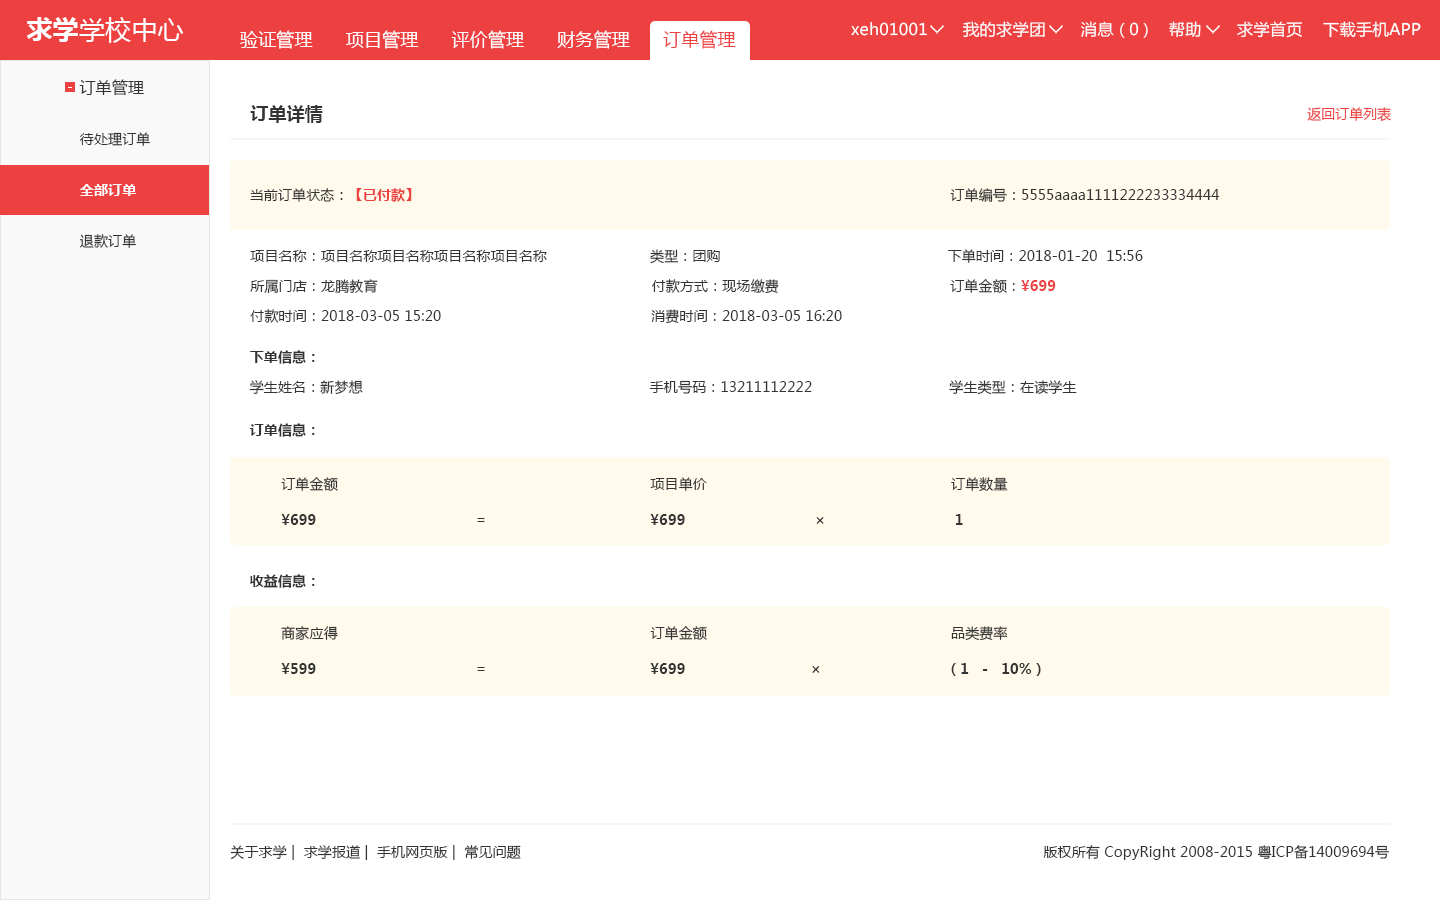 求学学校中心
验证管理 项目管理 评价管理 财务管理 订单管理
xeh01001 我的求学团 消息 ( 0 ) 帮助 求学首页 下载手机APP
订单管理
待处理订单
全部订单
退款订单
订单详情 返回订单列表
当前订单状态：【已付款】 订单编号：5555aaaa1111222233334444
项目名称：项目名称项目名称项目名称项目名称 类型：团购 下单时间：2018-01-20 15:56
所属门店：龙腾教育 付款方式：现场缴费 订单金额：¥699
付款时间：2018-03-05 15:20 消费时间：2018-03-05 16:20
下单信息：
学生姓名：新梦想 手机号码：13211112222 学生类型：在读学生
订单信息：
订单金额 项目单价 订单数量
¥699 = ¥699 × 1
收益信息：
商家应得 订单金额 品类费率
¥599 = ¥699 × ( 1 - 10% )
关于求学 | 求学报道 | 手机网页版 | 常见问题 版权所有 CopyRight 2008-2015 粤ICP备14009694号